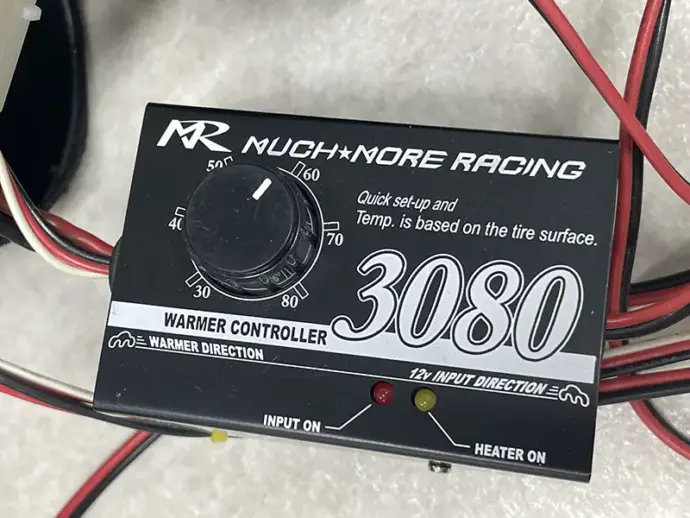 MR MUCH★MORE RACING
50
60
40
70
30
80
Quick set-up and
Temp. is based on the tire surface.
3080
WARMER CONTROLLER
WARMER DIRECTION
12v INPUT DIRECTION
INPUT ON
HEATER ON